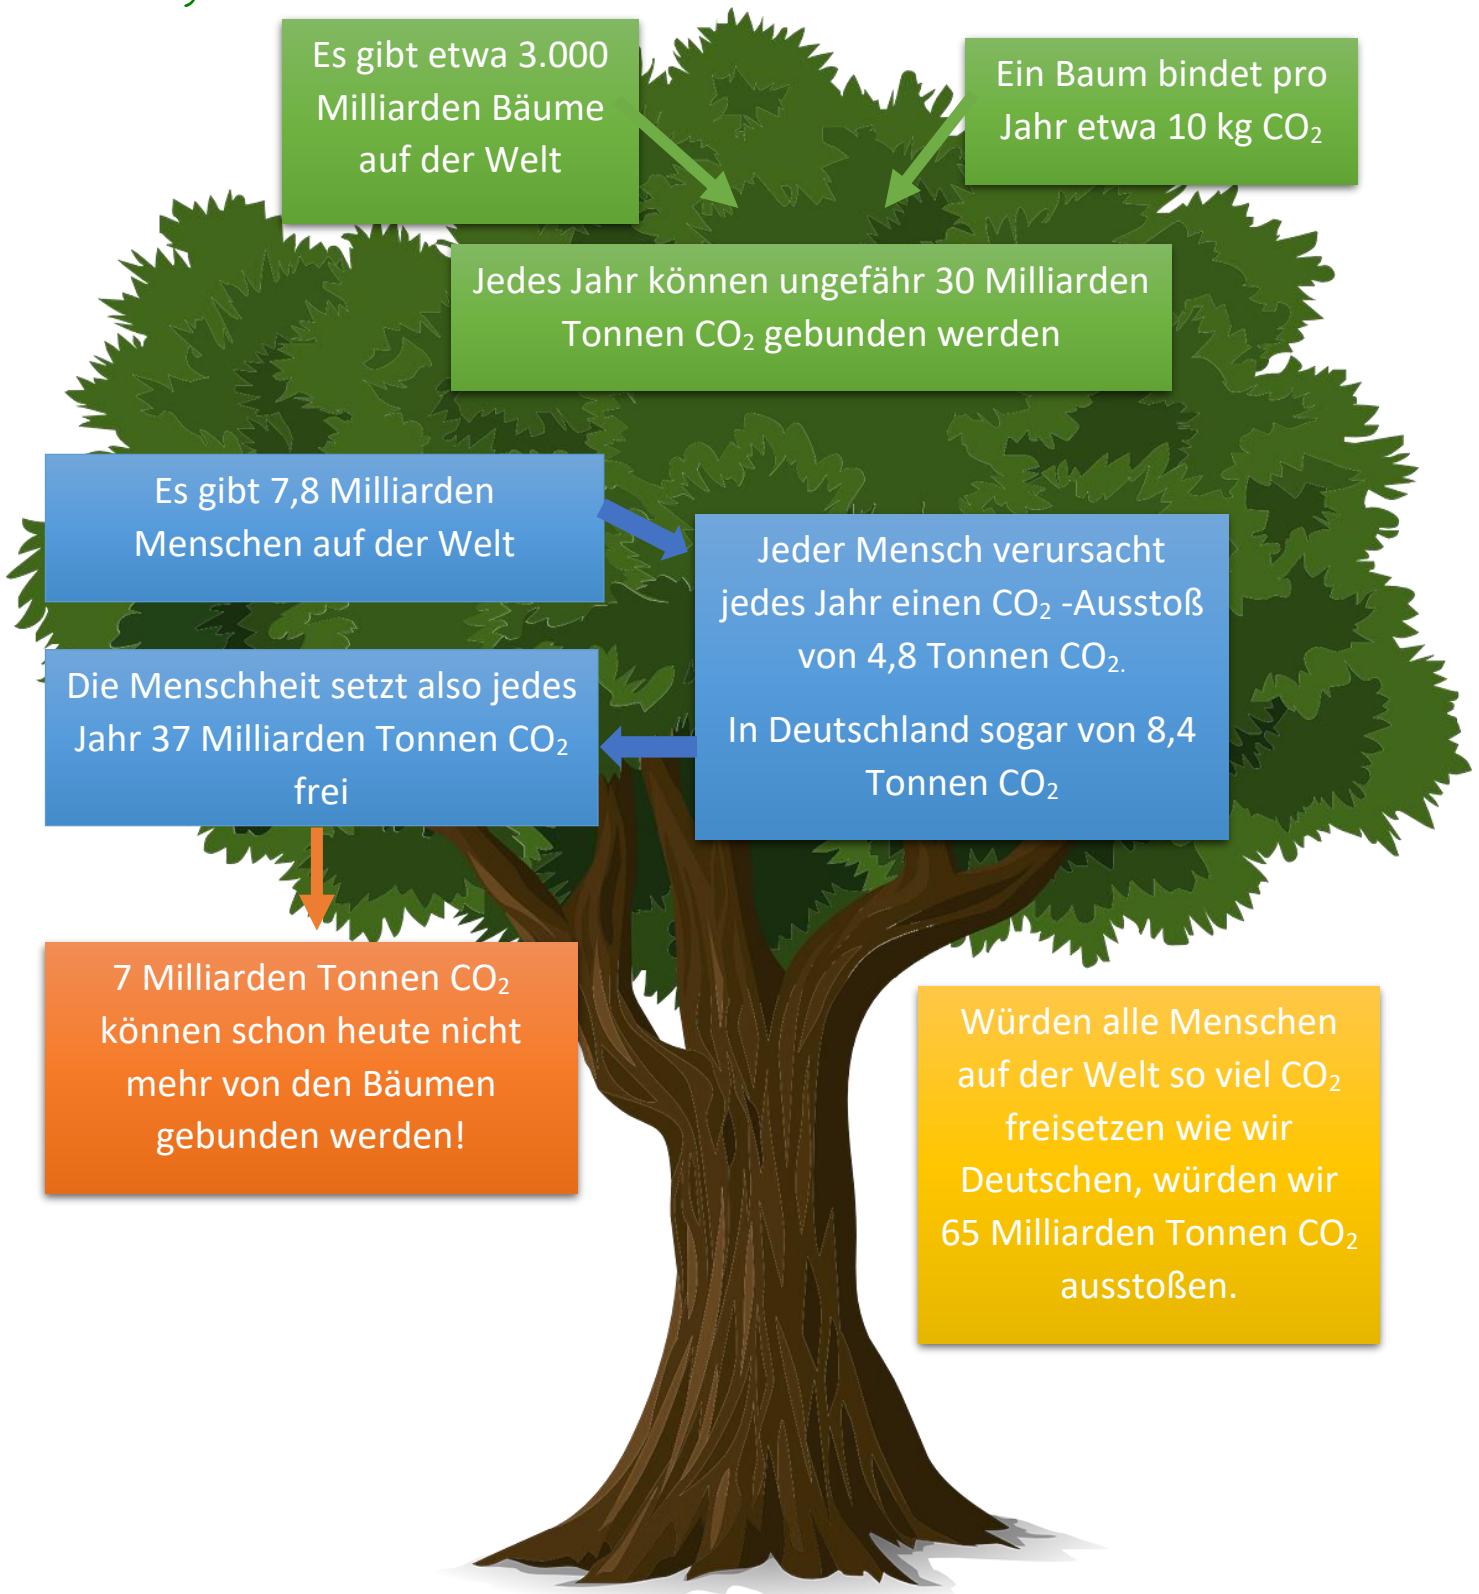 Es gibt etwa 3.000
Milliarden Bäume
auf der Welt
Ein Baum bindet pro
Jahr etwa 10 kg CO₂
Jedes Jahr können ungefähr 30 Milliarden
Tonnen CO₂ gebunden werden
Es gibt 7,8 Milliarden
Menschen auf der Welt
Jeder Mensch verursacht
jedes Jahr einen CO₂ -Ausstoß
von 4,8 Tonnen CO₂.
In Deutschland sogar von 8,4
Tonnen CO₂
Die Menschheit setzt also jedes
Jahr 37 Milliarden Tonnen CO₂
frei
7 Milliarden Tonnen CO₂
können schon heute nicht
mehr von den Bäumen
gebunden werden!
Würden alle Menschen
auf der Welt so viel CO₂
freisetzen wie wir
Deutschen, würden wir
65 Milliarden Tonnen CO₂
ausstoßen.